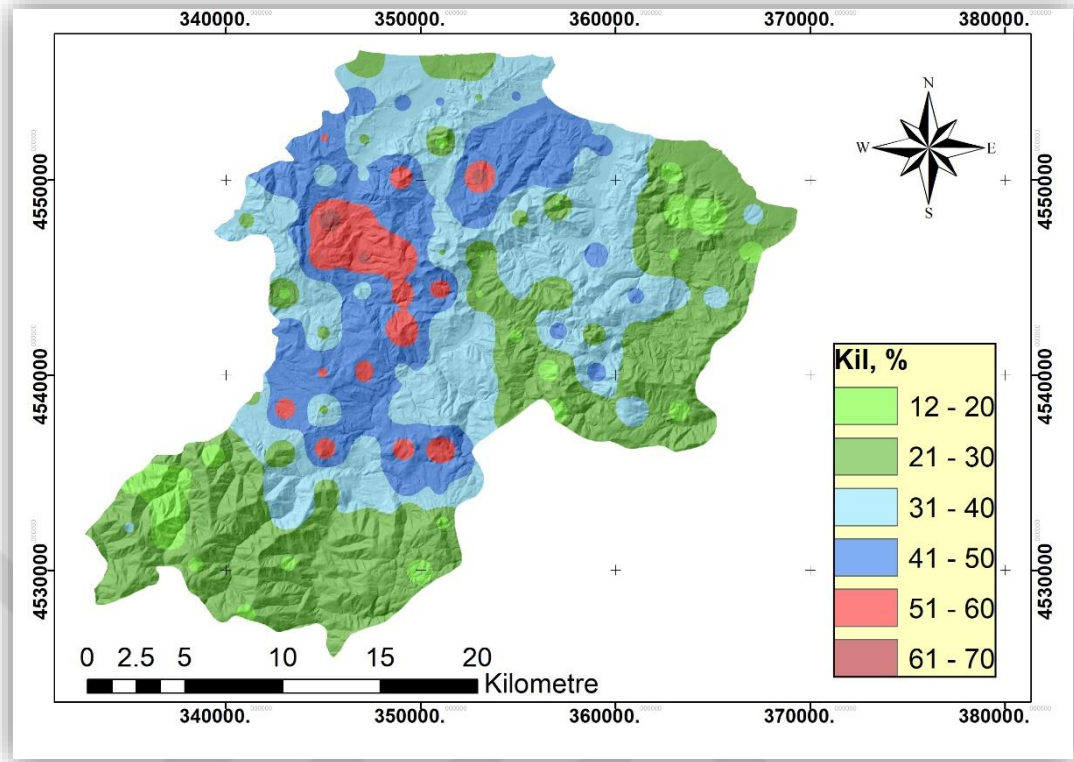 340000. 350000. 360000. 370000. 380000.
N
W E
S
4550000 4550000
4540000 4540000
4530000 4530000
Kil, %
12 - 20
21 - 30
31 - 40
41 - 50
51 - 60
61 - 70
0 2.5 5 10 15 20
Kilometre
340000. 350000. 360000. 370000. 380000.